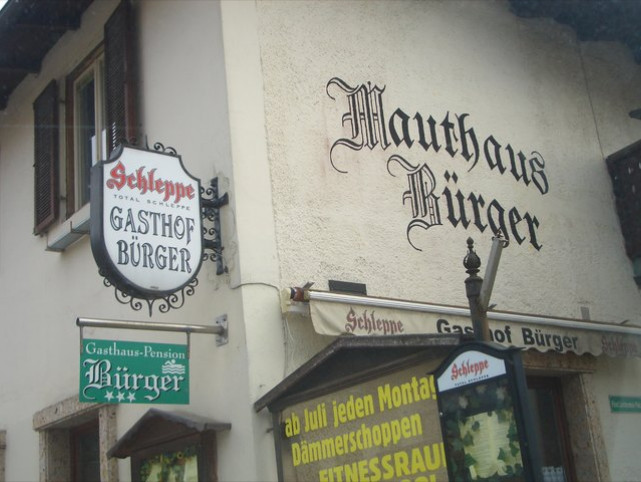 Mauthaus
Bürger
Schleppe
TOTAL SCHLEPPE
GASTHOF
BÜRGER
Gasthaus-Pension
Bürger
Schleppe
Gasthof Bürger
Schleppe
ab Juli jeden Montag
Dämmerschoppen
FITNESSRAU